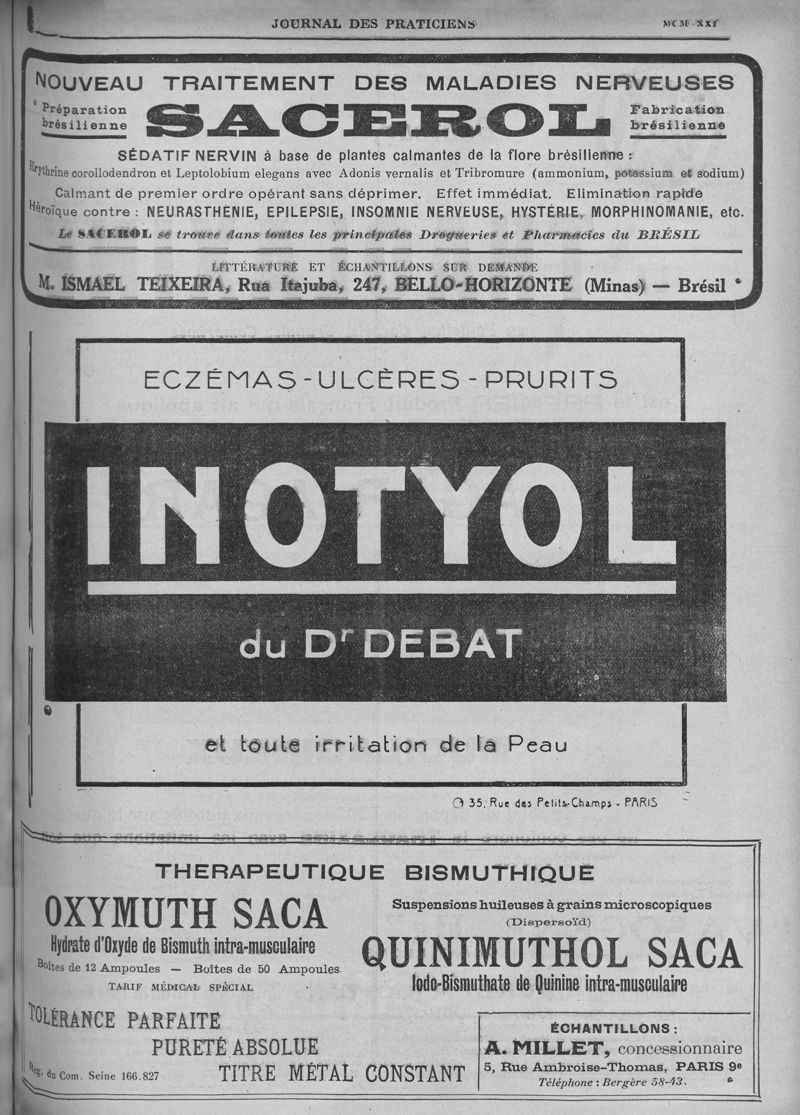 JOURNAL DES PRATICIENS
NOUVEAU TRAITEMENT DES MALADIES NERVEUSES
Préparation brésilienne
SACEROL
Fabrication brésilienne
SÉDATIF NERVIN à base de plantes calmantes de la flore brésilienne :
Erythrine corollodendron et Leptolobium elegans avec Adonis vernalis et Tribromure (ammonium, potassium et sodium)
Calmant de premier ordre opérant sans déprimer. Effet immédiat. Elimination rapide
Héroïque contre : NEURASTHÉNIE, EPILEPSIE, INSOMNIE NERVEUSE, HYSTÉRIE, MORPHINOMANIE, etc.
Le SACEROL se trouve dans toutes les principales Drogueries et Pharmacies du BRÉSIL
LITTÉRATURE ET ÉCHANTILLONS SUR DEMANDE
M. ISMAEL TEIXEIRA, Rua Itajuba, 247, BELLO-HORIZONTE (Minas) — Brésil
ECZÉMAS - ULCÈRES - PRURITS
INOTYOL
du Dr DEBAT
et toute irritation de la Peau
35, Rue des Petits-Champs - PARIS
THERAPEUTIQUE BISMUTHIQUE
OXYMUTH SACA
Hydrate d'Oxyde de Bismuth intra-musculaire
Boîtes de 12 Ampoules — Boîtes de 50 Ampoules
TARIF MÉDICAL SPÉCIAL
Suspensions huileuses à grains microscopiques
(Dispersoïd)
QUINIMUTHOL SACA
Iodo-Bismuthate de Quinine intra-musculaire
TOLÉRANCE PARFAITE
PURETÉ ABSOLUE
TITRE MÉTAL CONSTANT
Reg. du Com. Seine 166.827
ÉCHANTILLONS :
A. MILLET, concessionnaire
5, Rue Ambroise-Thomas, PARIS 9e
Téléphone : Bergère 58-43.